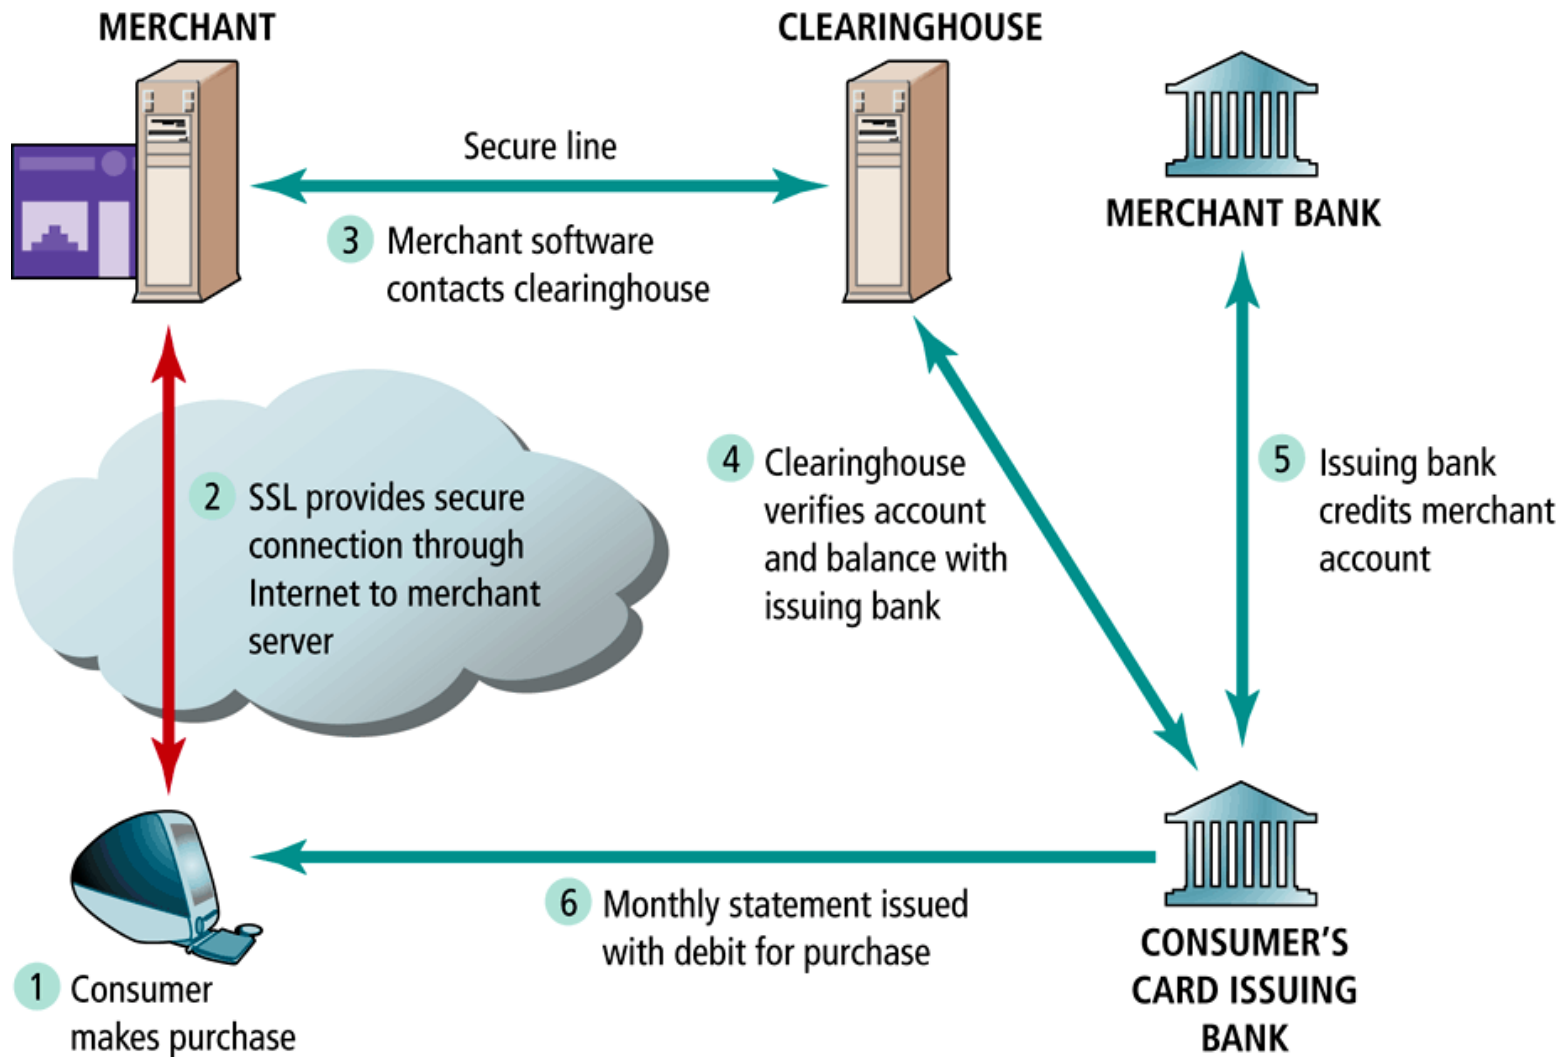 MERCHANT
CLEARINGHOUSE
Secure line
MERCHANT BANK
3 Merchant software
contacts clearinghouse
2 SSL provides secure
connection through
Internet to merchant
server
4 Clearinghouse
verifies account
and balance with
issuing bank
5 Issuing bank
credits merchant
account
6 Monthly statement issued
with debit for purchase
1 Consumer
makes purchase
CONSUMER'S
CARD ISSUING
BANK